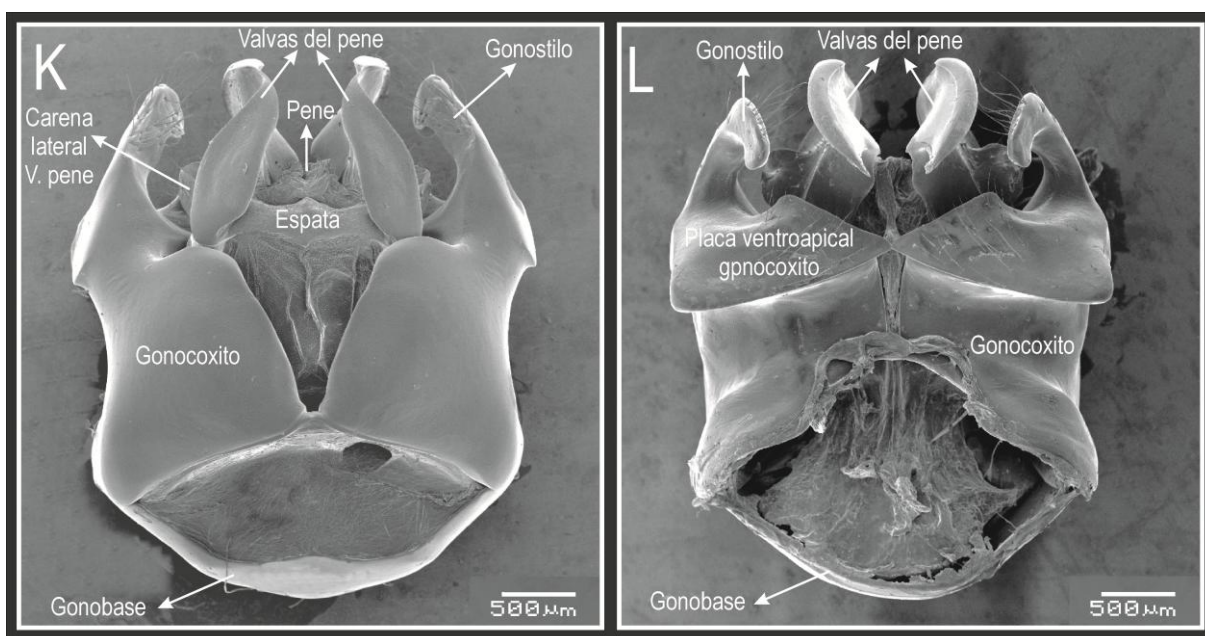 K
Valvas del pene
Gonostilo
Pene
Carena
lateral
V. pene
Espata
Gonocoxito
Gonobase
500µm
L
Gonostilo
Valvas del pene
Placa ventroapical
gpnocoxito
Gonocoxito
Gonobase
500µm